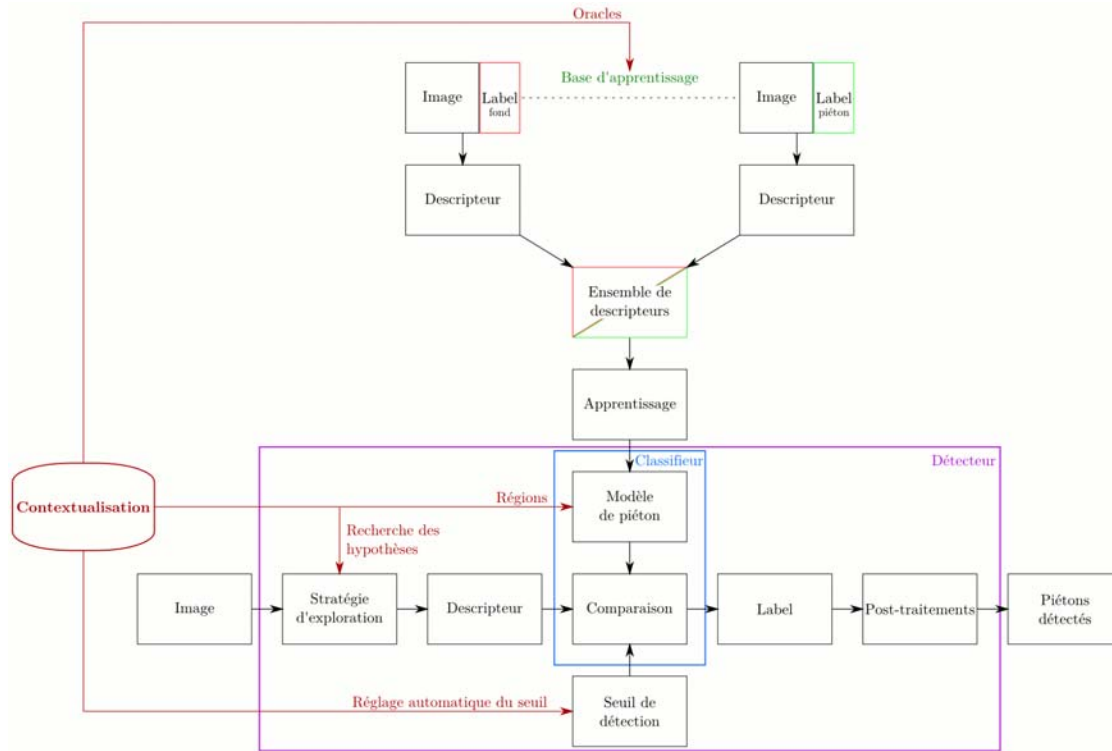 Oracles
Base d'apprentissage
Image
Label
fond
Image
Label
piéton
Descripteur
Descripteur
Ensemble de
descripteurs
Apprentissage
Classifieur
Détecteur
Contextualisation
Régions
Modèle
de piéton
Recherche des
hypothèses
Image
Stratégie
d'exploration
Descripteur
Comparaison
Label
Post-traitements
Piétons
détectés
Réglage automatique du seuil
Seuil de
détection